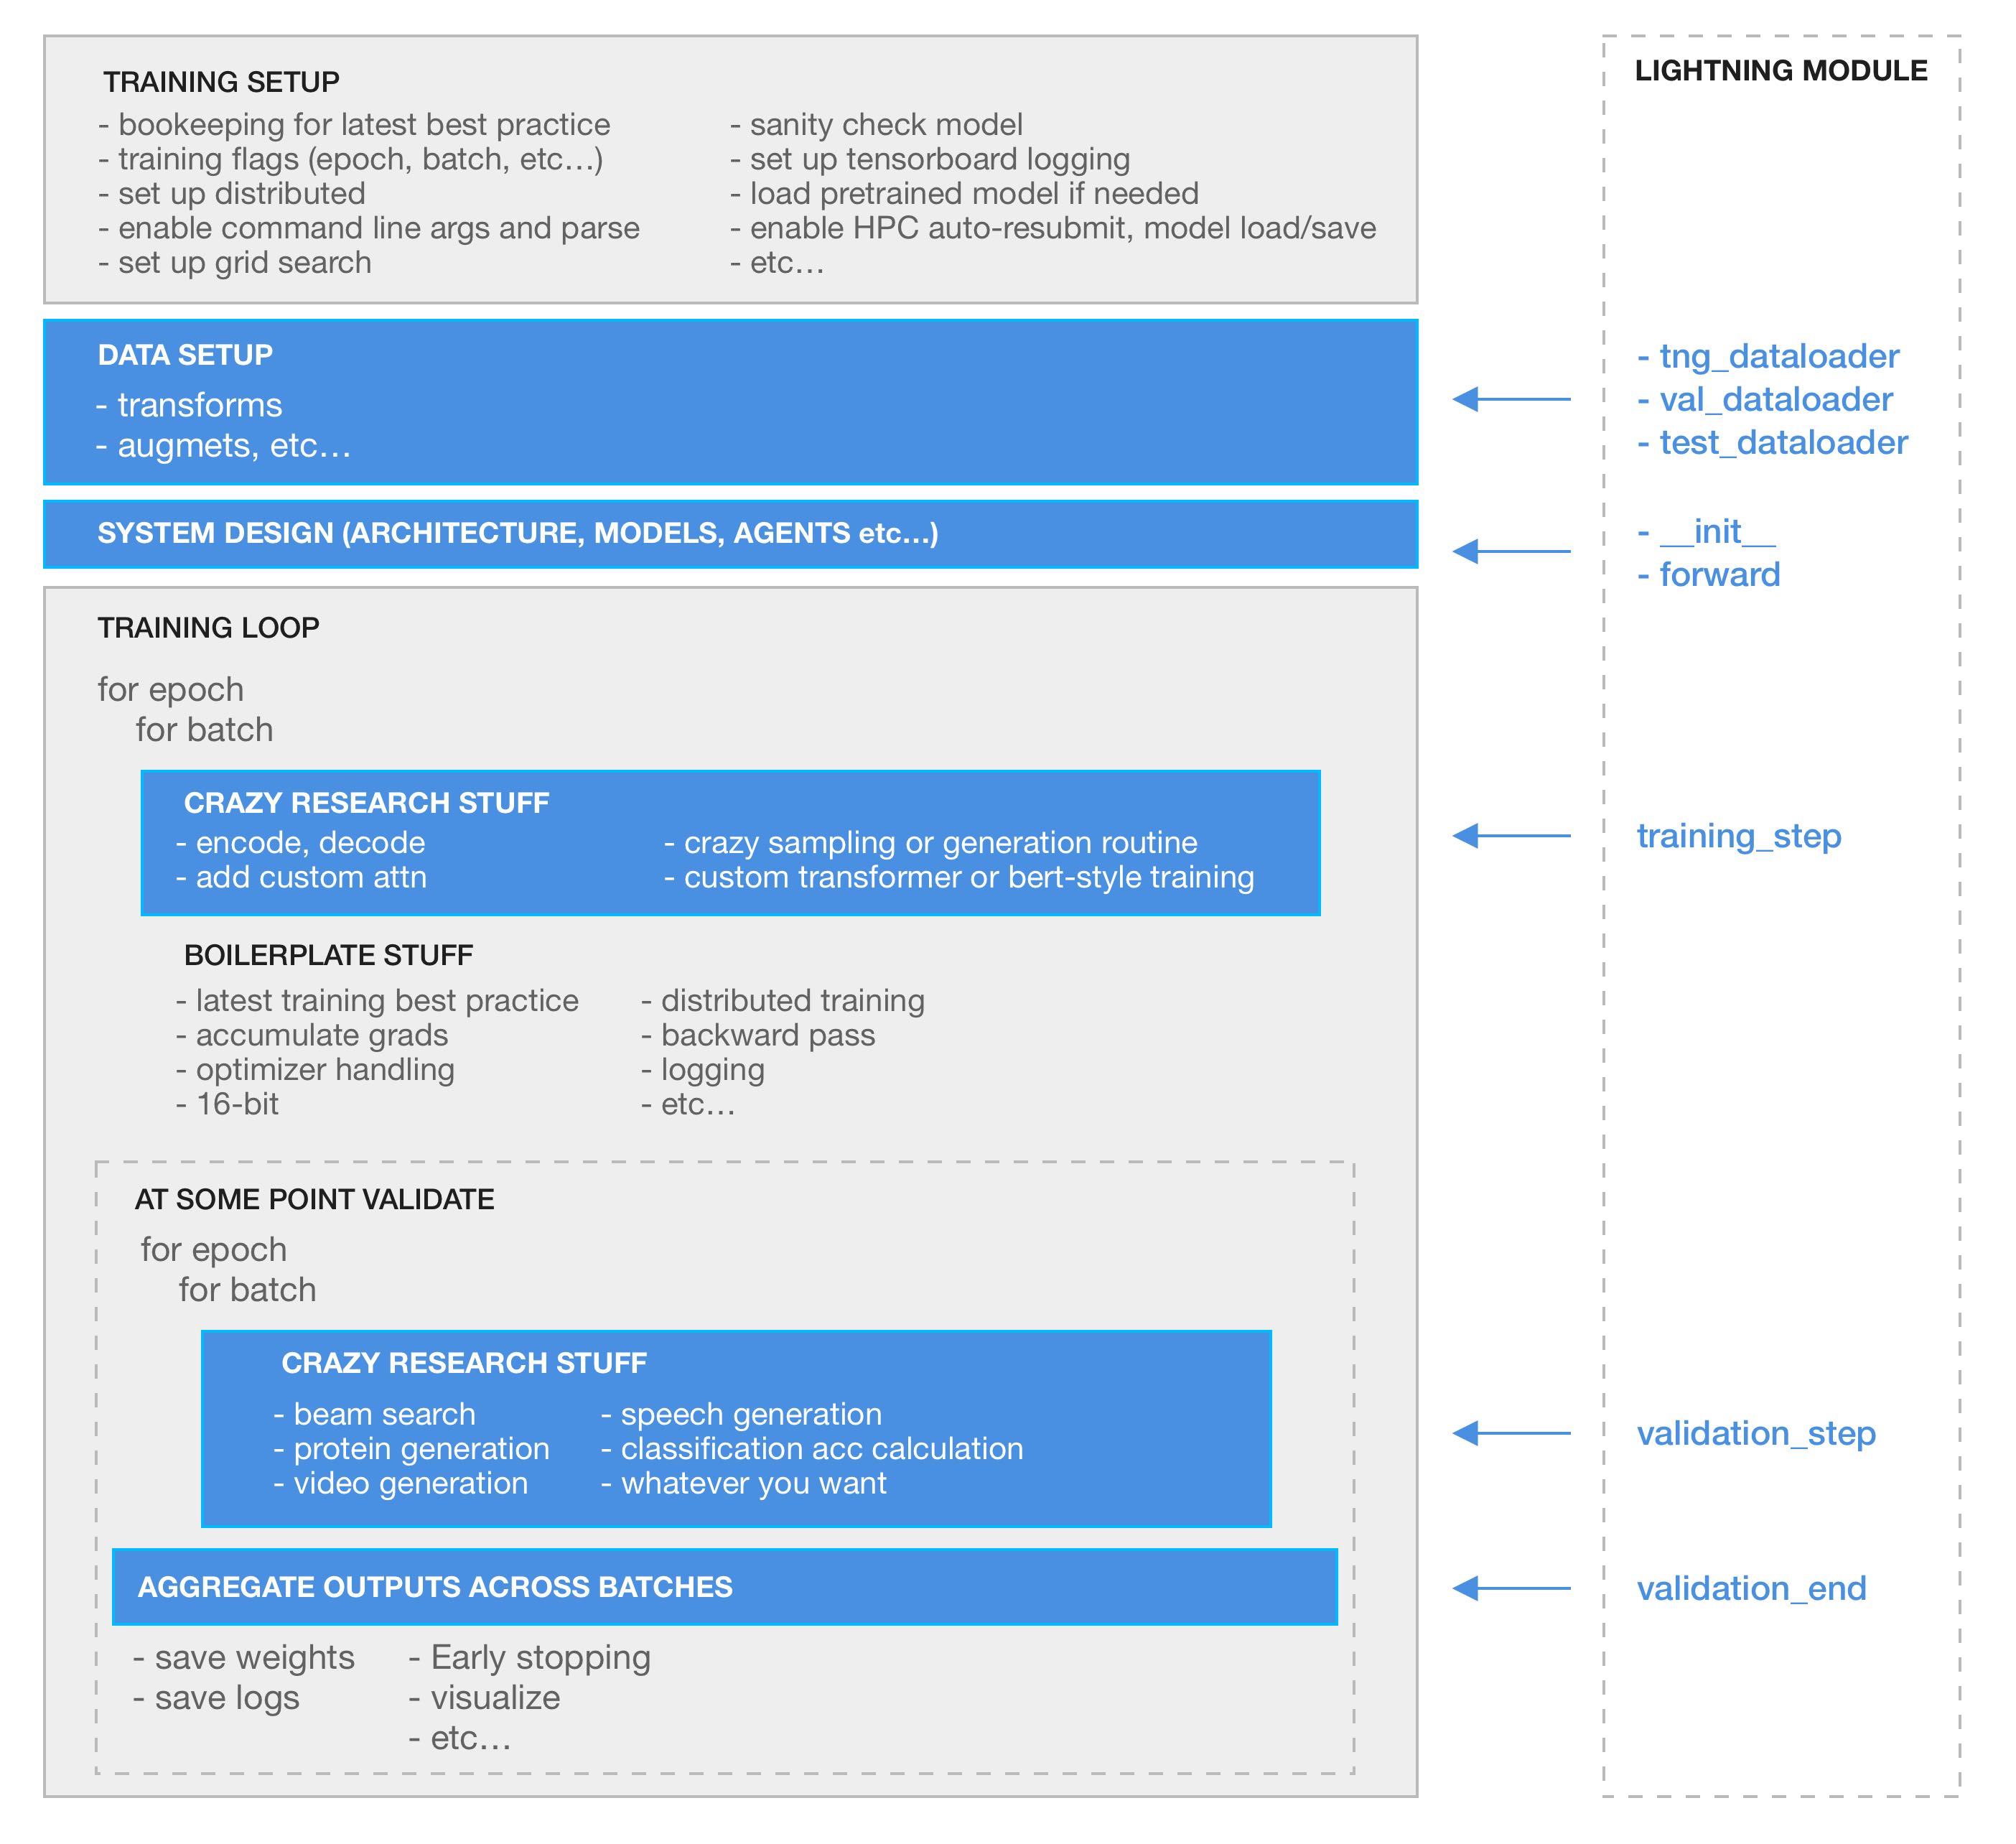 TRAINING SETUP
- bookeeping for latest best practice
- training flags (epoch, batch, etc…)
- set up distributed
- enable command line args and parse
- set up grid search
- sanity check model
- set up tensorboard logging
- load pretrained model if needed
- enable HPC auto-resubmit, model load/save
- etc…
DATA SETUP
- transforms
- augmets, etc…
SYSTEM DESIGN (ARCHITECTURE, MODELS, AGENTS etc…)
TRAINING LOOP
for epoch
for batch
CRAZY RESEARCH STUFF
- encode, decode
- add custom attn
- crazy sampling or generation routine
- custom transformer or bert-style training
BOILERPLATE STUFF
- latest training best practice
- accumulate grads
- optimizer handling
- 16-bit
- distributed training
- backward pass
- logging
- etc…
AT SOME POINT VALIDATE
for epoch
for batch
CRAZY RESEARCH STUFF
- beam search
- protein generation
- video generation
- speech generation
- classification acc calculation
- whatever you want
AGGREGATE OUTPUTS ACROSS BATCHES
- save weights
- save logs
- Early stopping
- visualize
- etc…
LIGHTNING MODULE
- tng_dataloader
- val_dataloader
- test_dataloader
- __init__
- forward
training_step
validation_step
validation_end